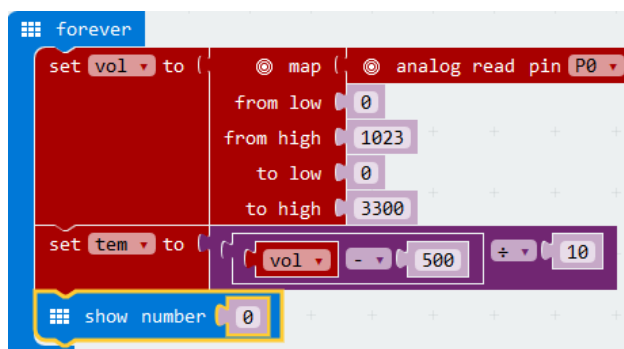 forever
set vol to ( map ( analog read pin P0
from low 0
from high 1023
to low 0
to high 3300
set tem to ( ( ( vol - 500 ÷ 10
show number 0